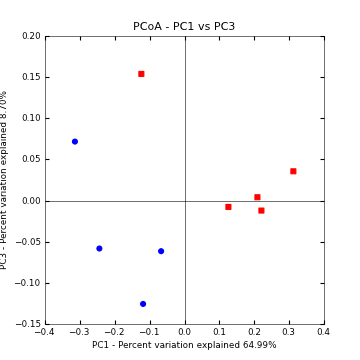 PCoA - PC1 vs PC3
0.20
0.15
0.10
0.05
0.00
−0.05
−0.10
−0.15
PC3 - Percent variation explained 8.70%
−0.4 −0.3 −0.2 −0.1 0.0 0.1 0.2 0.3 0.4
PC1 - Percent variation explained 64.99%